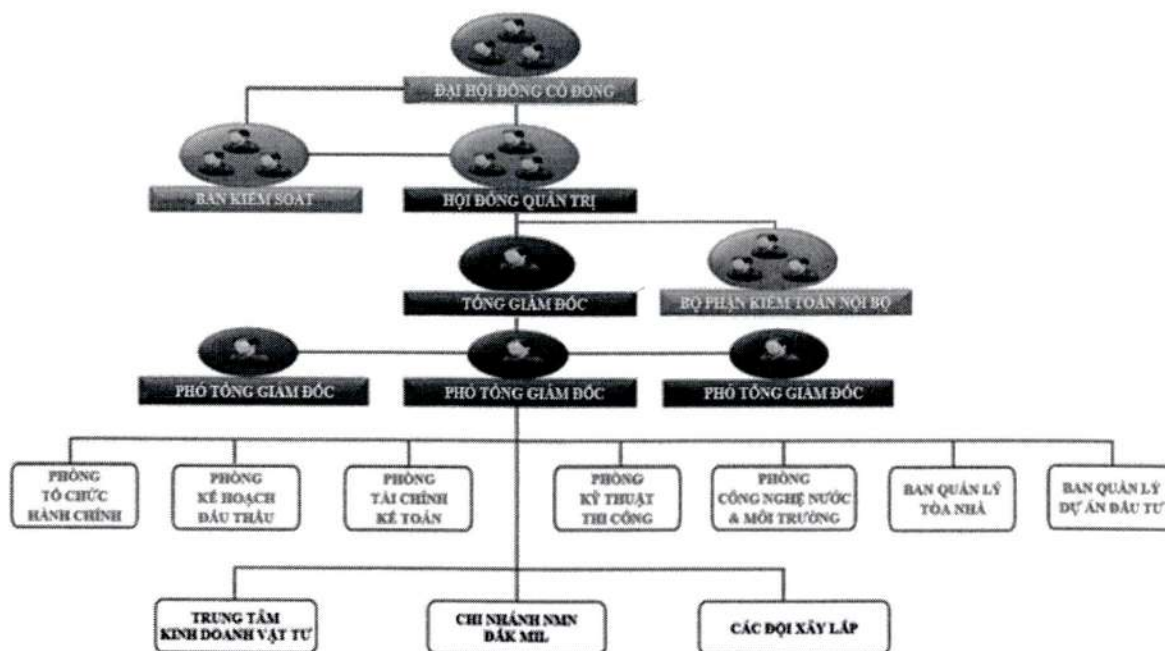 ĐẠI HỘI ĐỒNG CỔ ĐÔNG
BAN KIỂM SOÁT
HỘI ĐỒNG QUẢN TRỊ
TỔNG GIÁM ĐỐC
BỘ PHẬN KIỂM TOÁN NỘI BỘ
PHÓ TỔNG GIÁM ĐỐC
PHÓ TỔNG GIÁM ĐỐC
PHÓ TỔNG GIÁM ĐỐC
PHÒNG
TỔ CHỨC
HÀNH CHÍNH
PHÒNG
KẾ HOẠCH
ĐẤU THẦU
PHÒNG
TÀI CHÍNH
KẾ TOÁN
PHÒNG
KỸ THUẬT
THI CÔNG
PHÒNG
CÔNG NGHỆ NƯỚC
& MÔI TRƯỜNG
BAN QUẢN LÝ
TÒA NHÀ
BAN QUẢN LÝ
DỰ ÁN ĐẦU TƯ
TRUNG TÂM
KINH DOANH VẬT TƯ
CHI NHÁNH NMN
ĐĂK MIL
CÁC ĐỘI XÂY LẮP